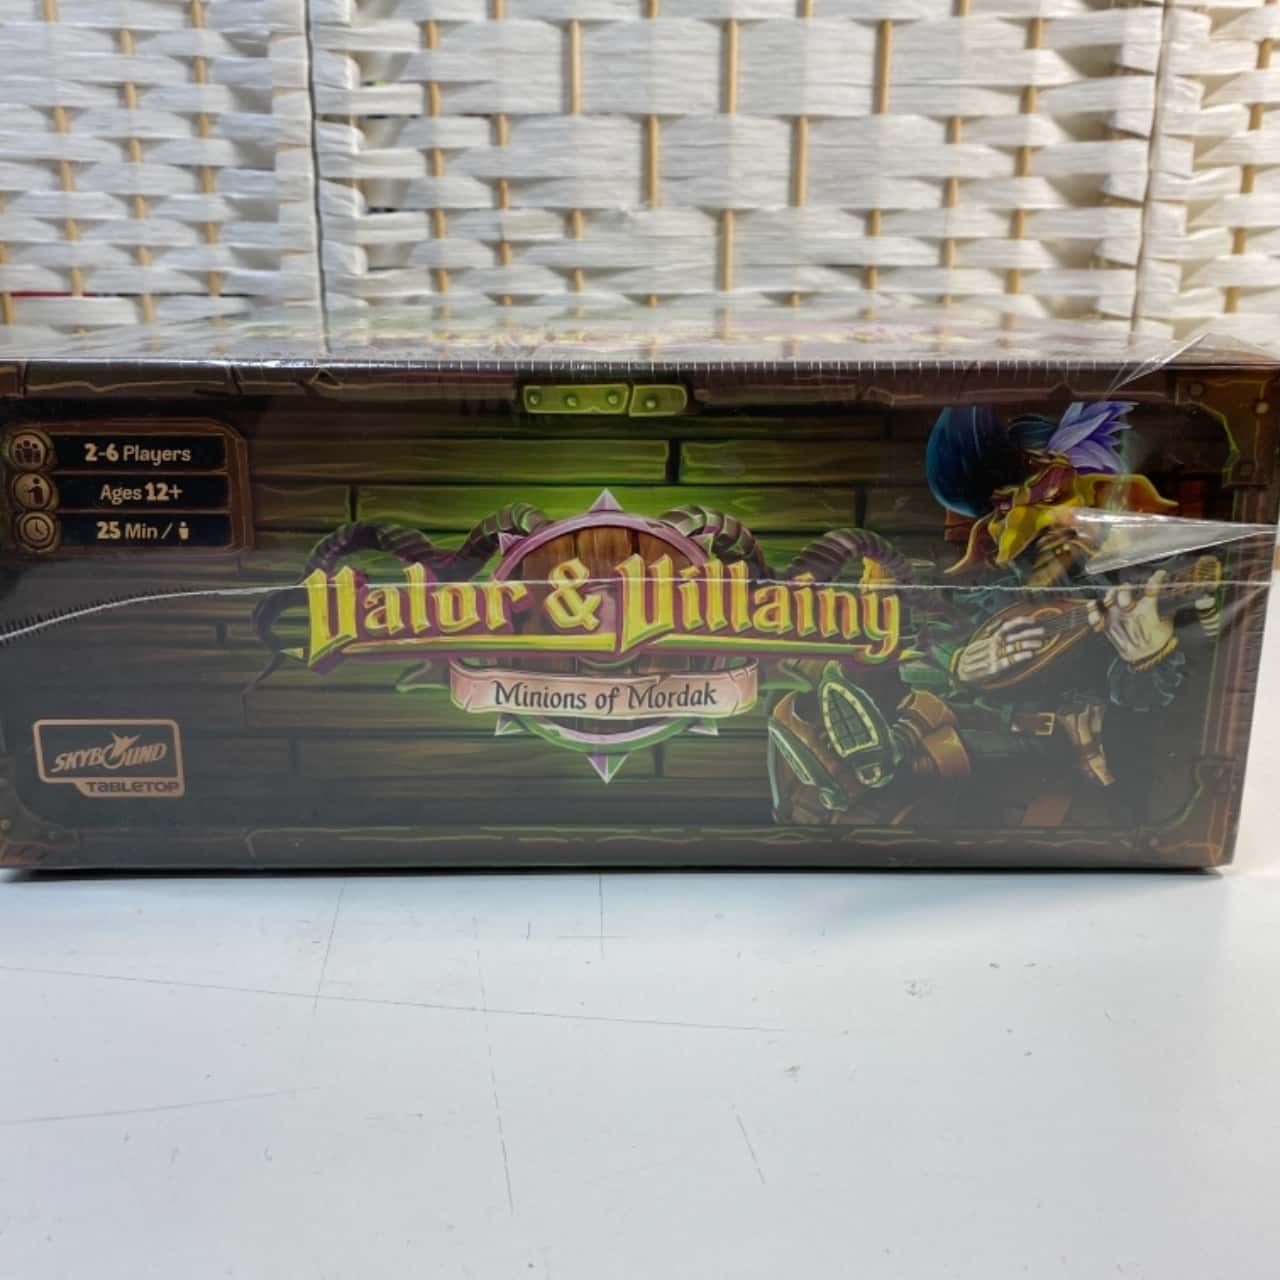 2-6 Players
Ages 12+
25 Min /
Valor & Villainy
Minions of Mordak
SKYBOUND
TABLETOP